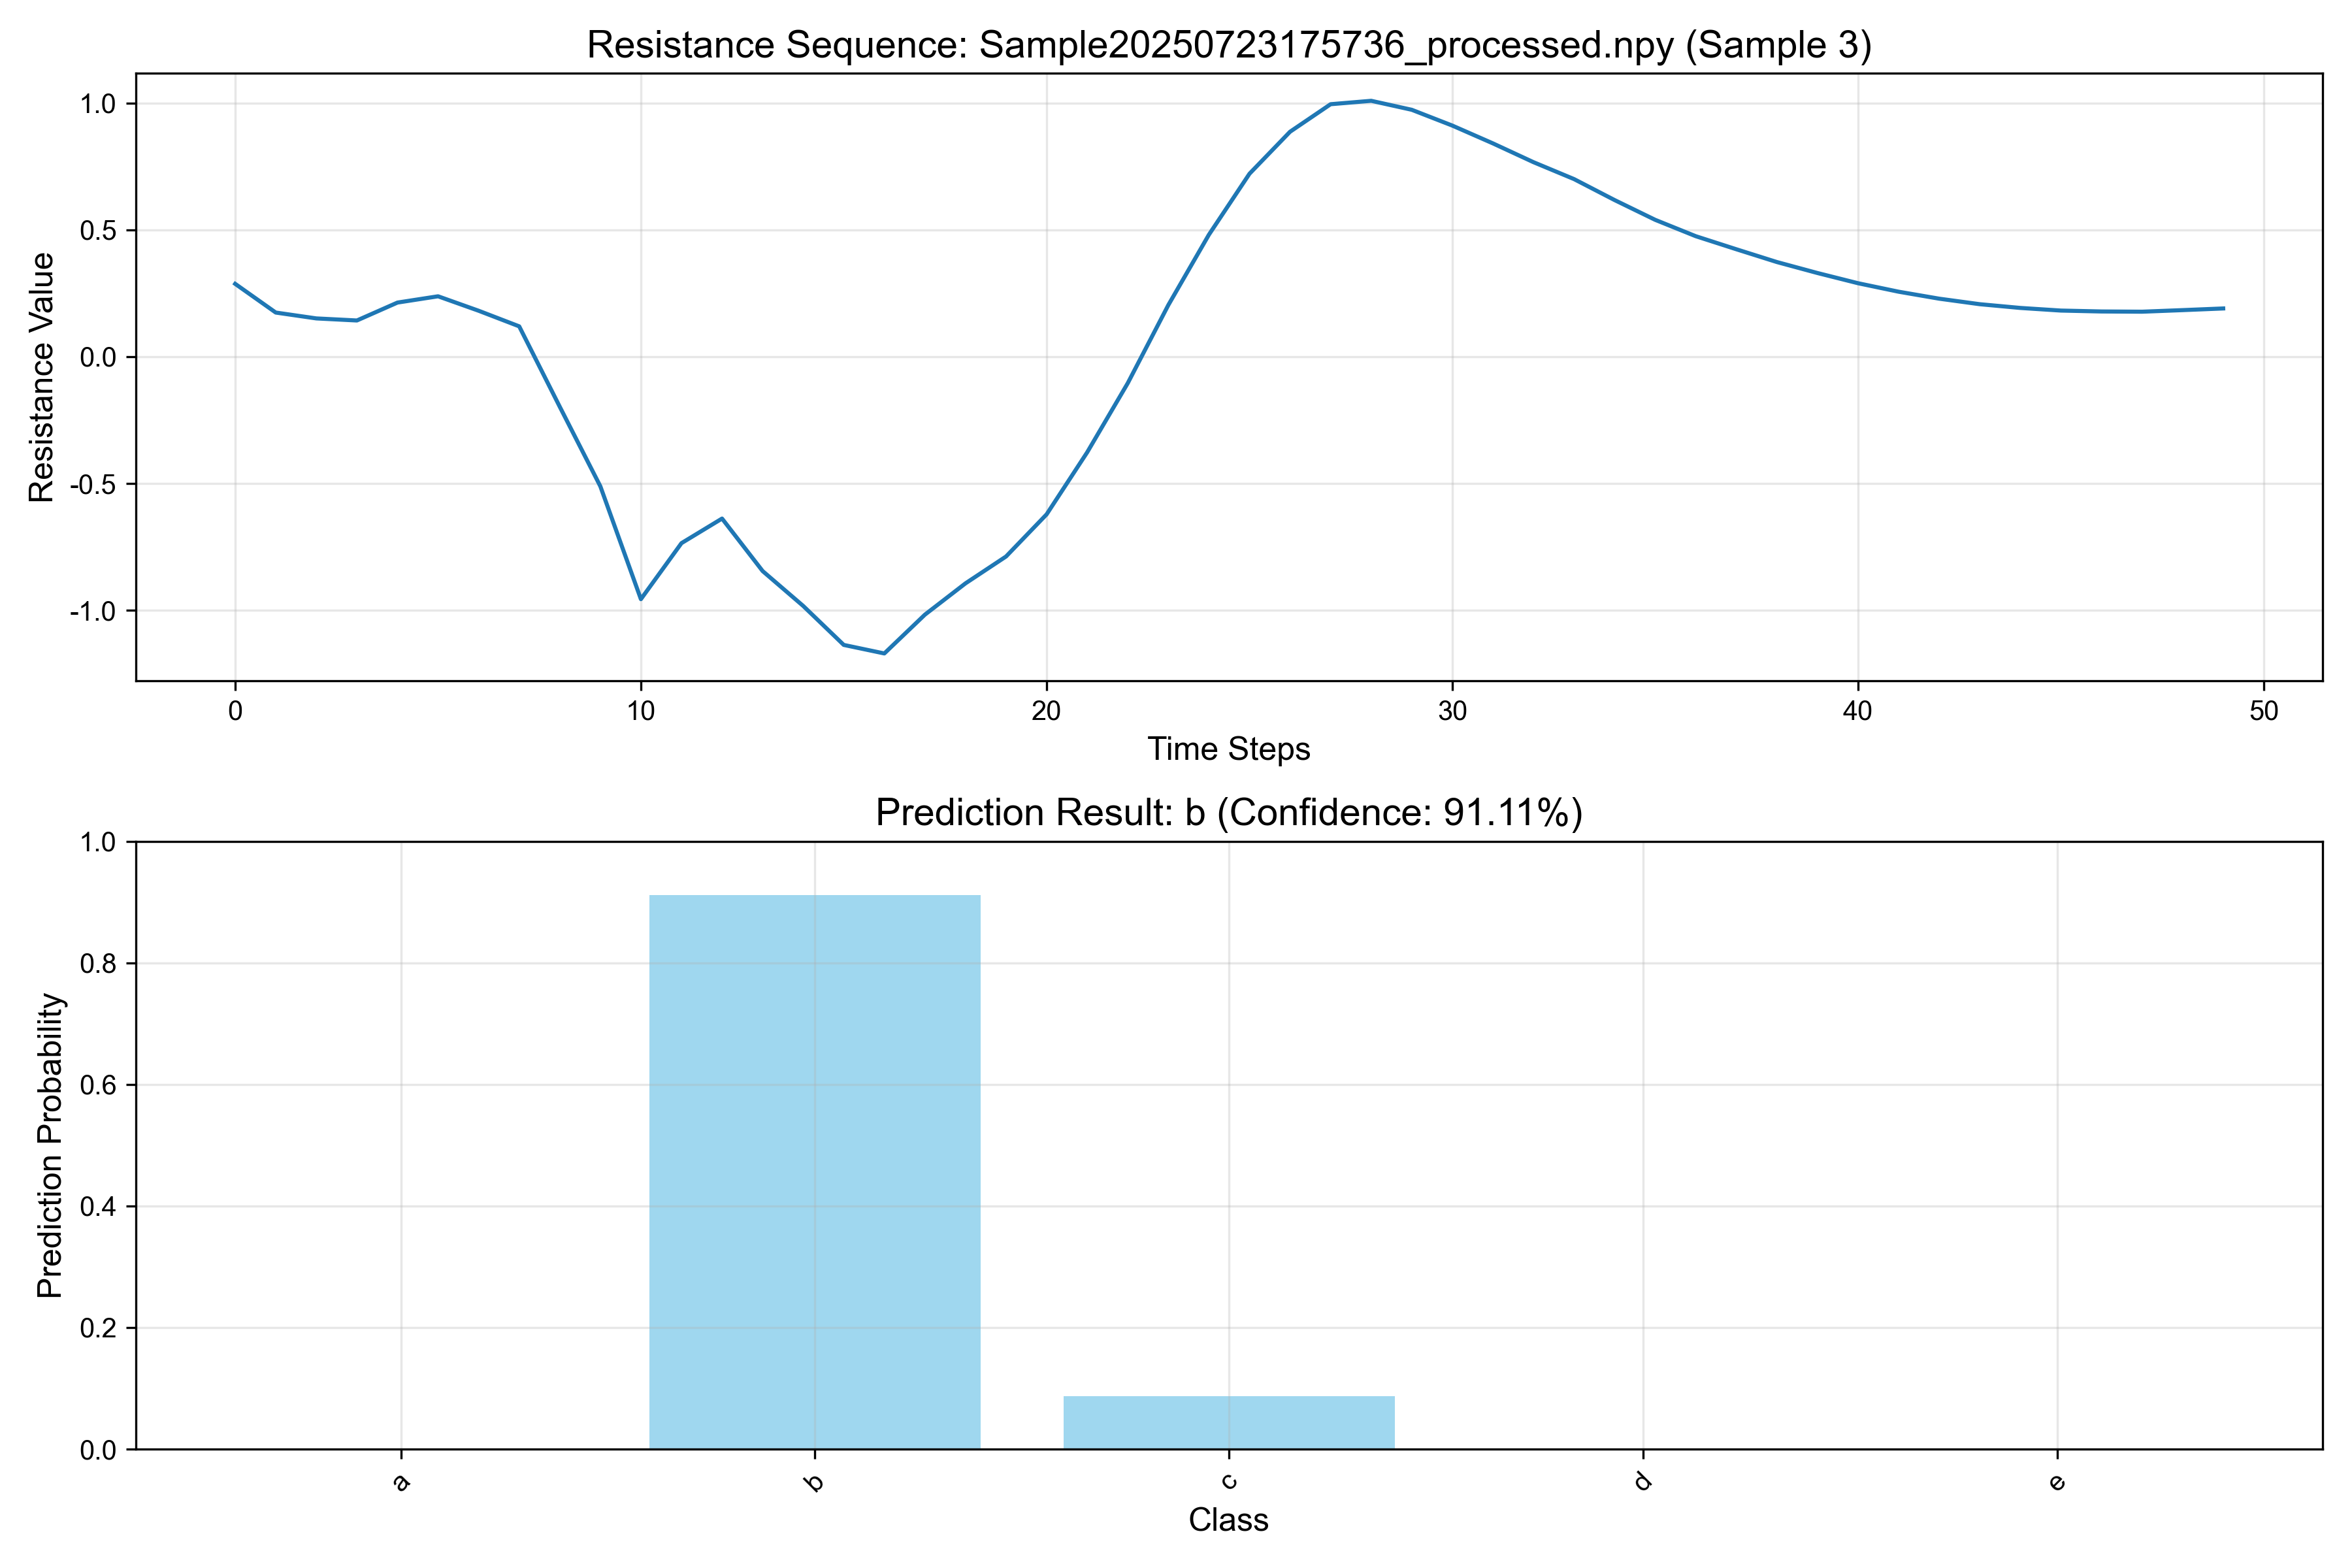 Resistance Sequence: Sample20250723175736_processed.npy (Sample 3)
Resistance Value
1.0
0.5
0.0
-0.5
-1.0
0 10 20 30 40 50
Time Steps
Prediction Result: b (Confidence: 91.11%)
Prediction Probability
1.0
0.8
0.6
0.4
0.2
0.0
a b c d e
Class